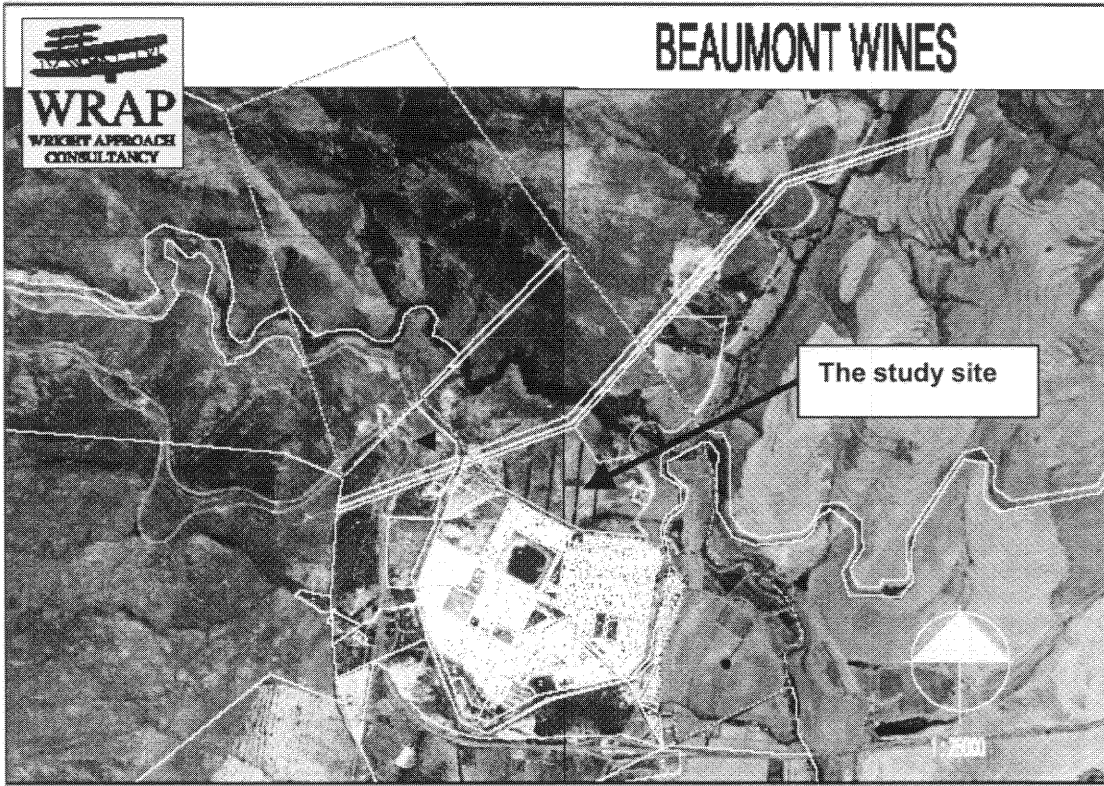 BEAUMONT WINES
WRAP
WRIGHT APPROACH
CONSULTANCY
The study site